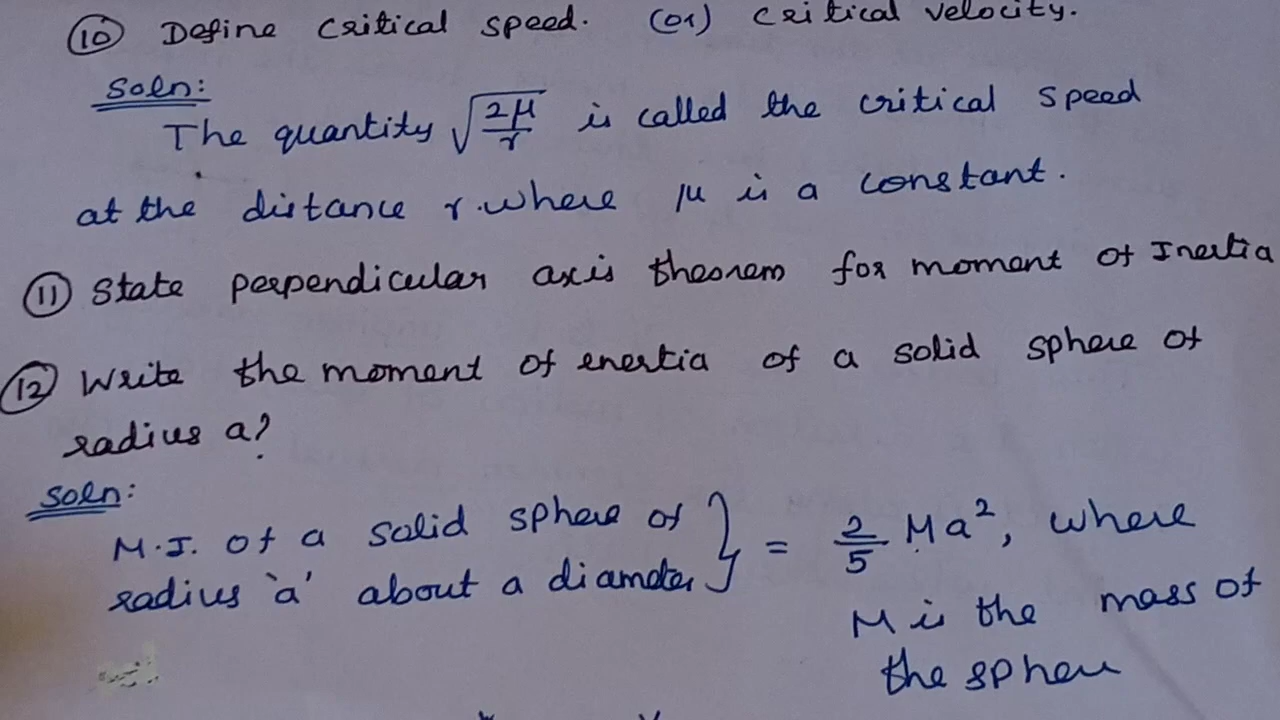 (10) Define critical speed. (or) critical velocity.
Soln:
The quantity √(2μ/r) is called the critical speed
at the distance r. where μ is a constant.
(11) State perpendicular axis theorem for moment of Inertia
(12) Write the moment of enertia of a solid sphere of
radius a?
Soln:
M.I. of a solid sphere of
radius 'a' about a diameter } = 2/5 Ma², where
M is the mass of
the sphere